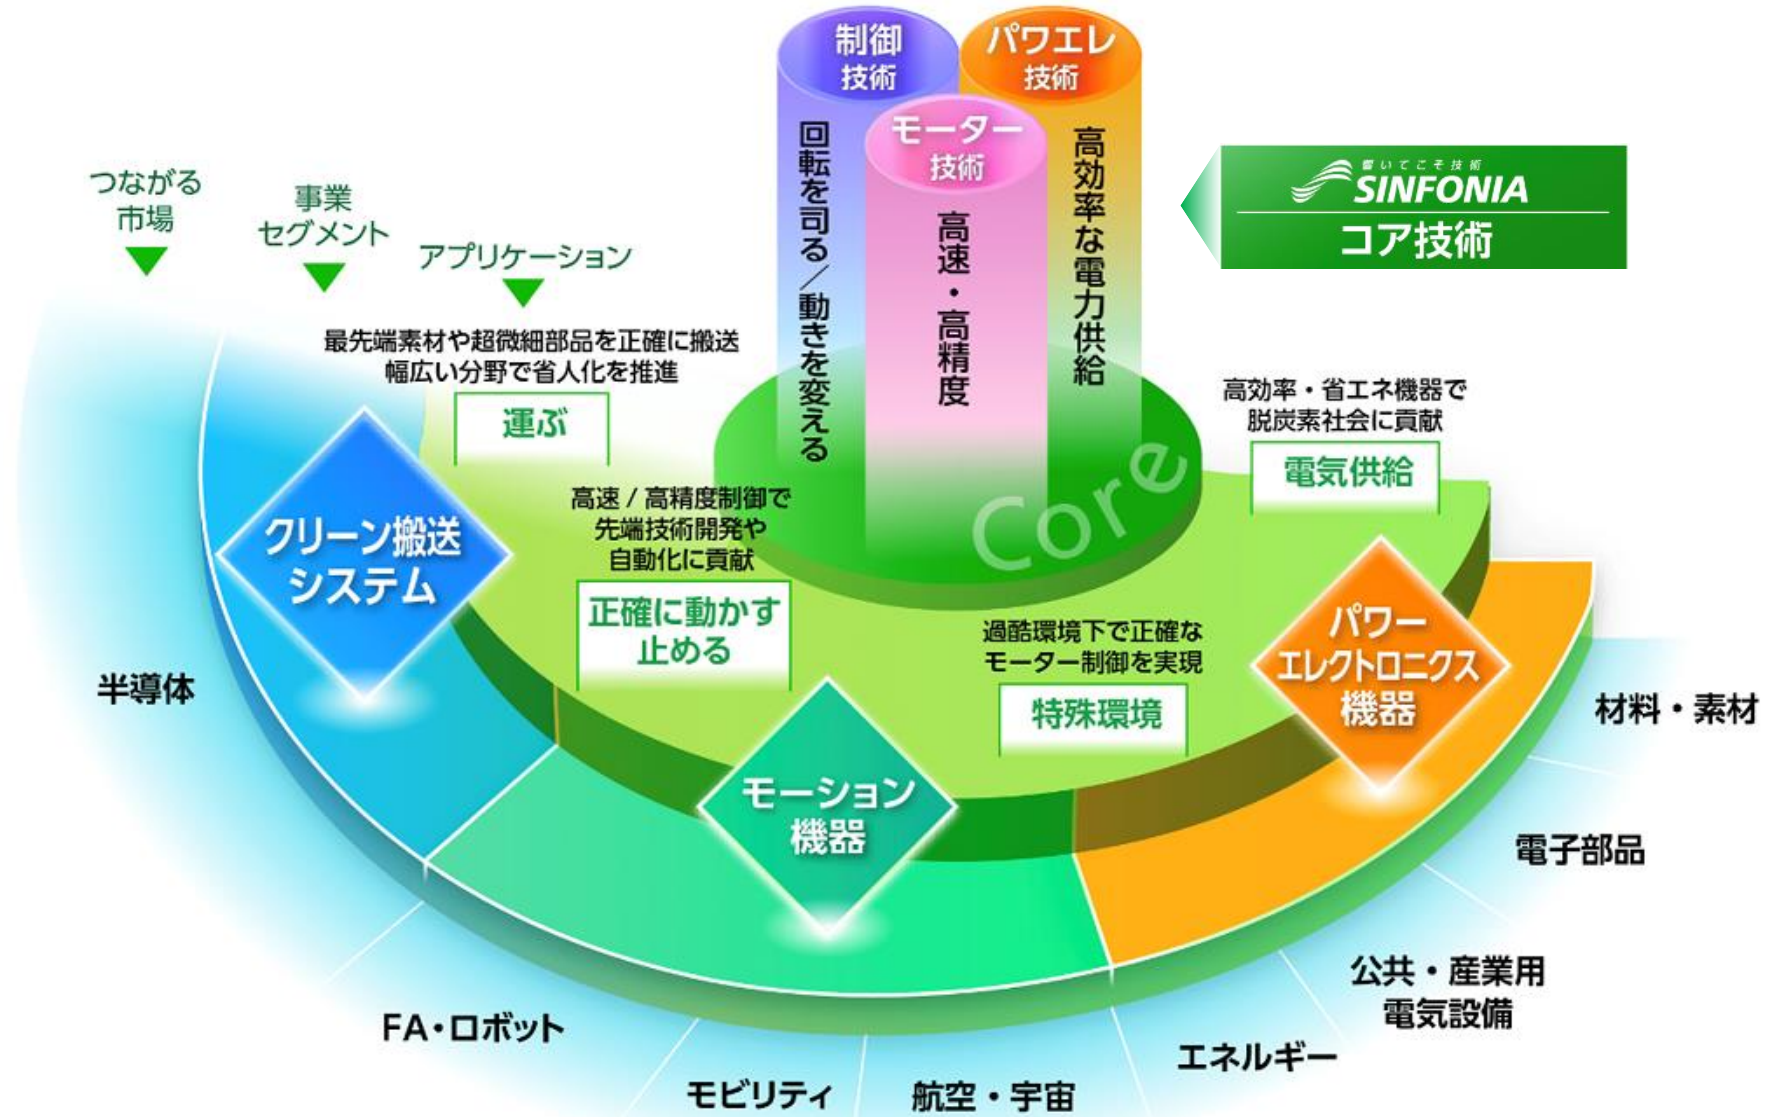 制御
技術
パワエレ
技術
モーター
技術
回転を司る/動きを変える
高速・高精度
高効率な電力供給
響いてこそ技術
SINFONIA
コア技術
つながる
市場
事業
セグメント
アプリケーション
最先端素材や超微細部品を正確に搬送
幅広い分野で省人化を推進
運ぶ
高効率・省エネ機器で
脱炭素社会に貢献
電気供給
Core
高速 / 高精度制御で
先端技術開発や
自動化に貢献
正確に動かす
止める
過酷環境下で正確な
モーター制御を実現
特殊環境
クリーン搬送
システム
モーション
機器
パワー
エレクトロニクス
機器
半導体
FA・ロボット
モビリティ
航空・宇宙
エネルギー
公共・産業用
電気設備
電子部品
材料・素材